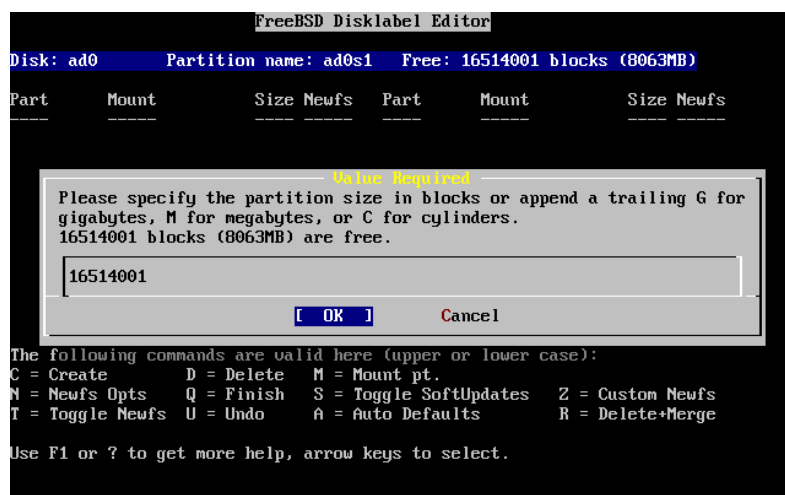 FreeBSD Disklabel Editor
Disk: ad0 Partition name: ad0s1 Free: 16514001 blocks (8063MB)
Part Mount Size Newfs Part Mount Size Newfs
---- ----- ---- ----- ---- ----- ---- -----
Value Required
Please specify the partition size in blocks or append a trailing G for
gigabytes, M for megabytes, or C for cylinders.
16514001 blocks (8063MB) are free.
16514001
[ OK ] Cancel
The following commands are valid here (upper or lower case):
C = Create D = Delete M = Mount pt.
N = Newfs Opts Q = Finish S = Toggle SoftUpdates Z = Custom Newfs
T = Toggle Newfs U = Undo A = Auto Defaults R = Delete+Merge
Use F1 or ? to get more help, arrow keys to select.